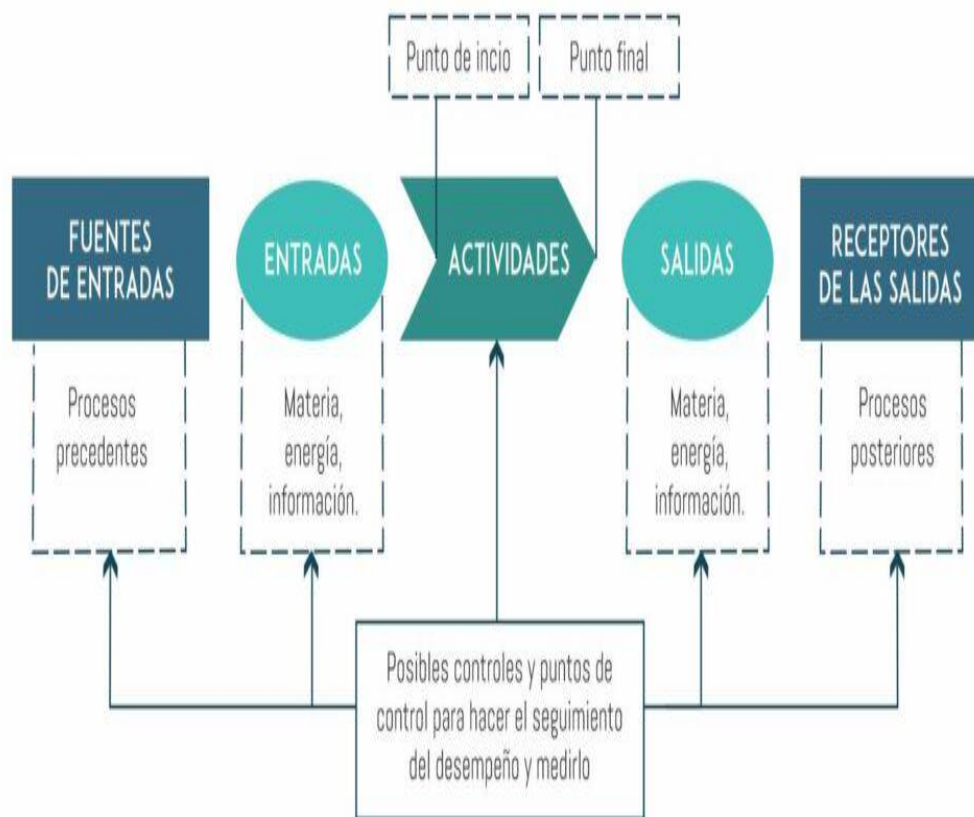 Punto de incio
Punto final
FUENTES
DE ENTRADAS
ENTRADAS
ACTIVIDADES
SALIDAS
RECEPTORES
DE LAS SALIDAS
Procesos
precedentes
Materia,
energía,
información.
Materia,
energía,
información.
Procesos
posteriores
Posibles controles y puntos de
control para hacer el seguimiento
del desempeño y medirlo